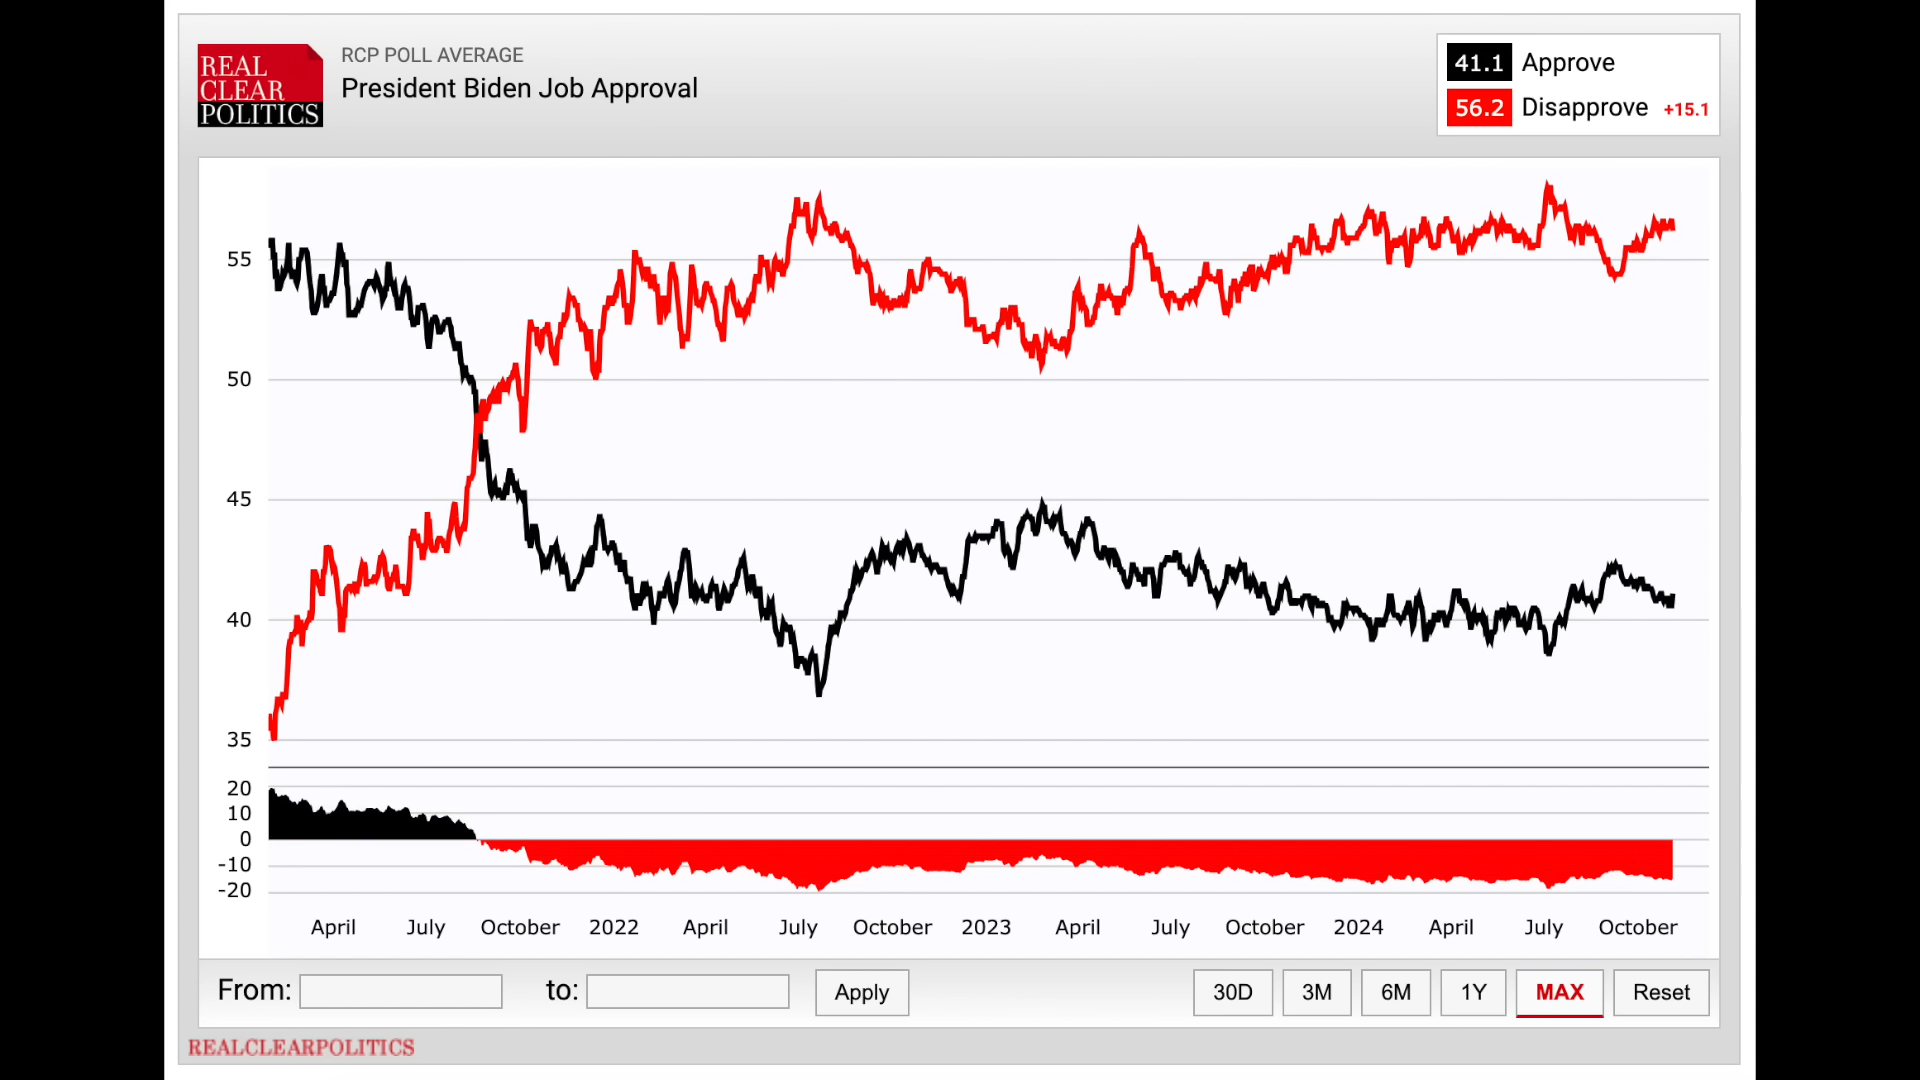 REAL
CLEAR
POLITICS
RCP POLL AVERAGE
President Biden Job Approval
41.1 Approve
56.2 Disapprove +15.1
55
50
45
40
35
20
10
0
-10
-20
April July October 2022 April July October 2023 April July October 2024 April July October
From: to: Apply 30D 3M 6M 1Y MAX Reset
REALCLEARPOLITICS